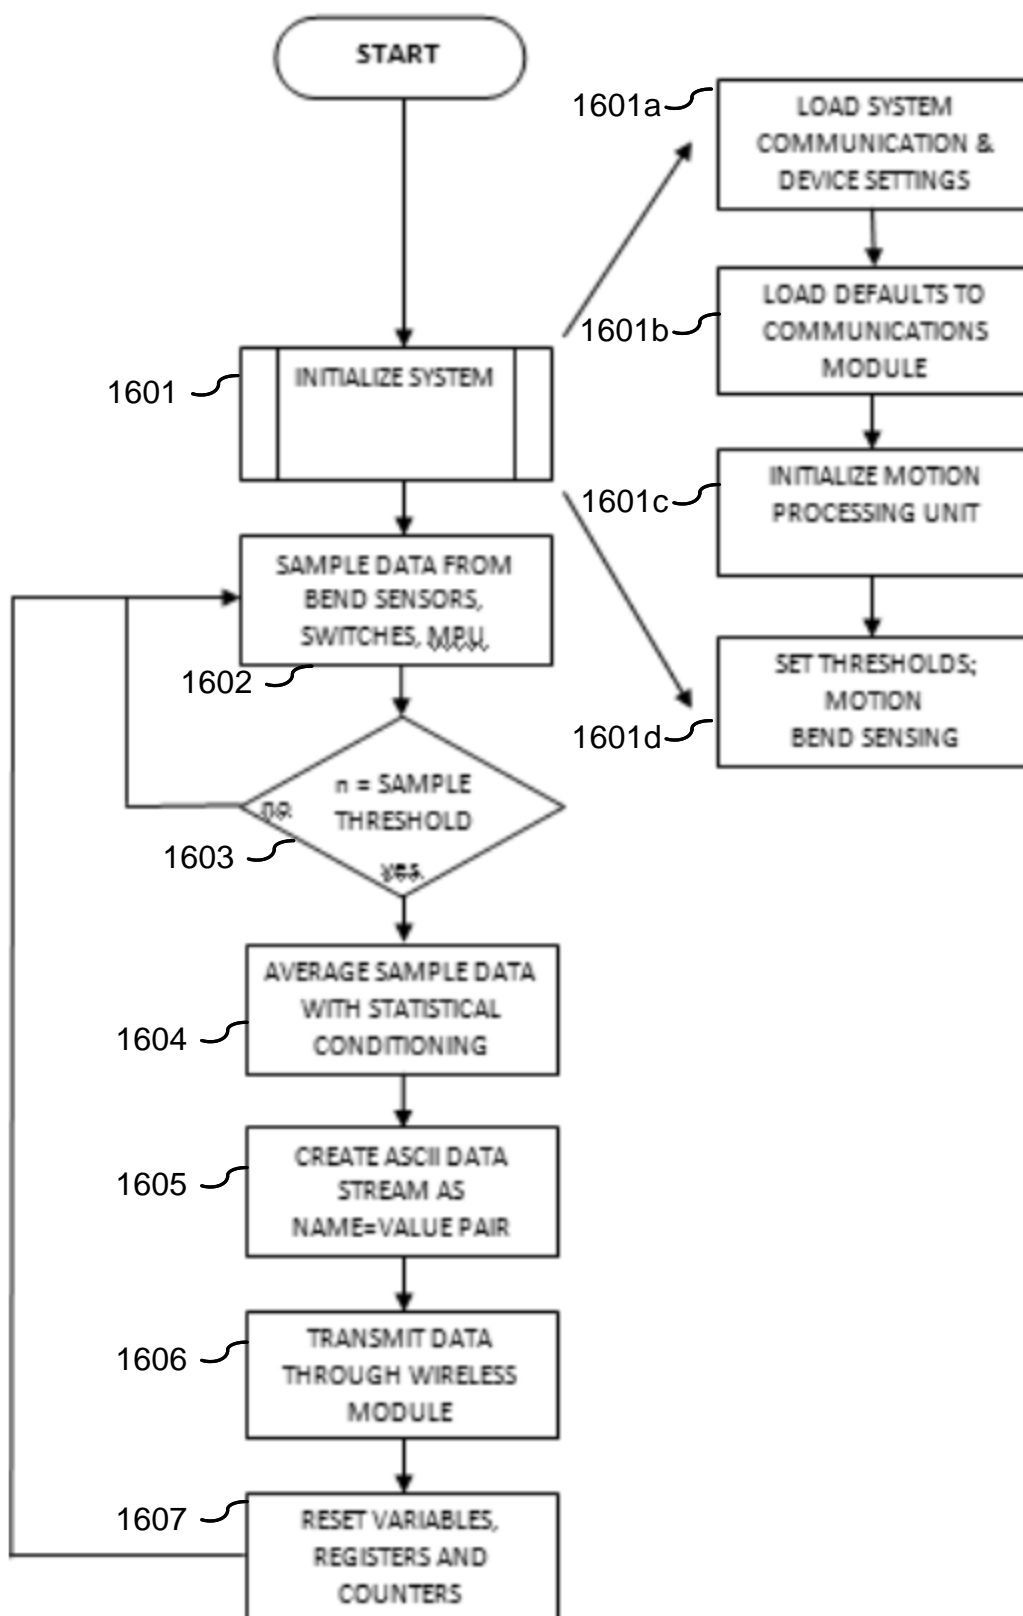 START
1601
INITIALIZE SYSTEM
1601a
LOAD SYSTEM
COMMUNICATION &
DEVICE SETTINGS
1601b
LOAD DEFAULTS TO
COMMUNICATIONS
MODULE
1601c
INITIALIZE MOTION
PROCESSING UNIT
1601d
SET THRESHOLDS;
MOTION
BEND SENSING
1602
SAMPLE DATA FROM
BEND SENSORS,
SWITCHES, MPU
1603
n = SAMPLE
THRESHOLD
no
yes
1604
AVERAGE SAMPLE DATA
WITH STATISTICAL
CONDITIONING
1605
CREATE ASCII DATA
STREAM AS
NAME=VALUE PAIR
1606
TRANSMIT DATA
THROUGH WIRELESS
MODULE
1607
RESET VARIABLES,
REGISTERS AND
COUNTERS